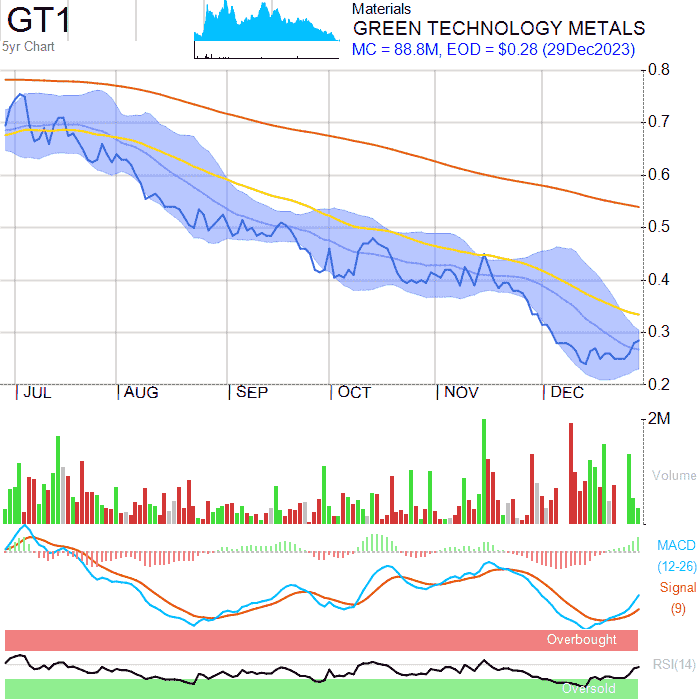 GT1
5yr Chart
Materials
GREEN TECHNOLOGY METALS
MC = 88.8M, EOD = $0.28 (29Dec2023)
0.8
0.7
0.6
0.5
0.4
0.3
0.2
JUL AUG SEP OCT NOV DEC
2M
Volume
MACD
(12-26)
Signal
(9)
Overbought
RSI(14)
Oversold